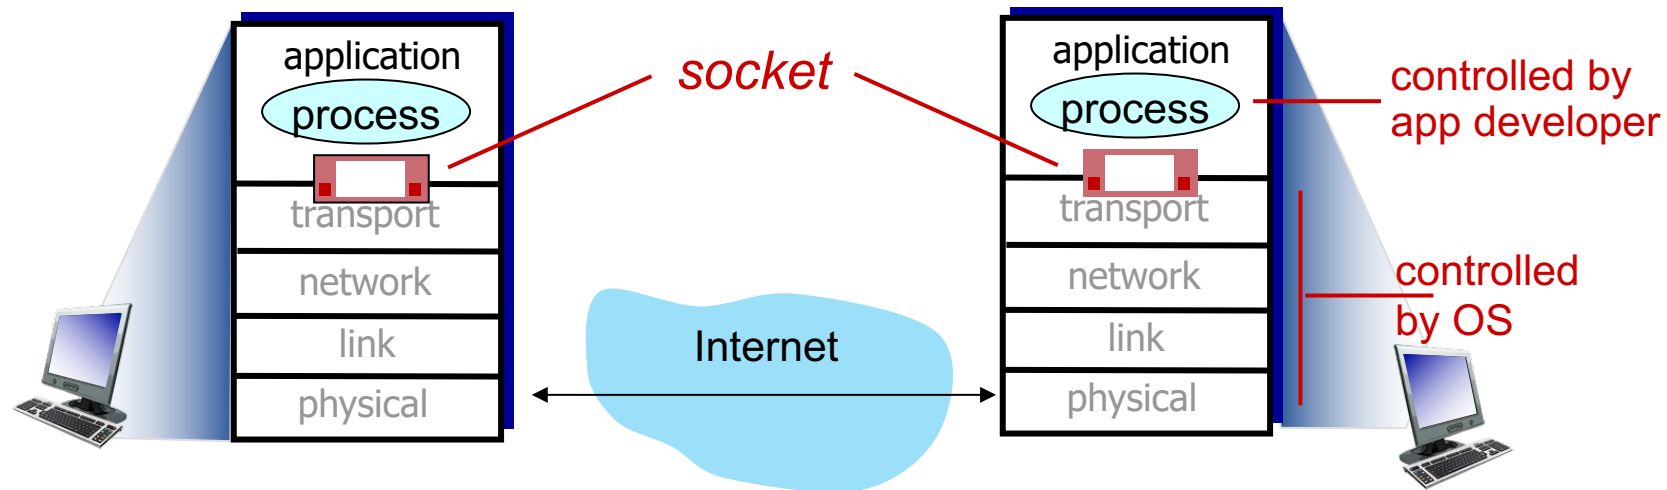 application
process
transport
network
link
physical
socket
Internet
application
process
transport
network
link
physical
controlled by
app developer
controlled
by OS